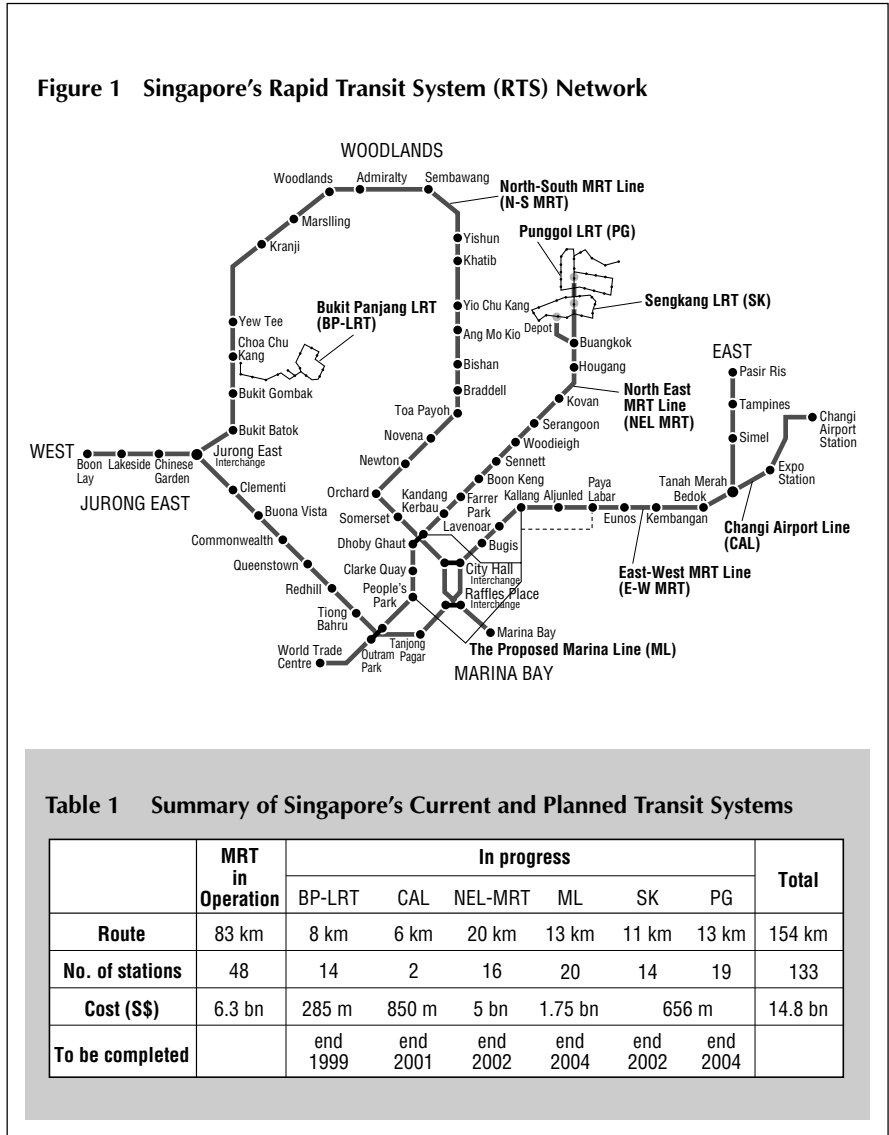 Figure 1 Singapore's Rapid Transit System (RTS) Network
WOODLANDS
Woodlands
Admiralty
Sembawang
North-South MRT Line
(N-S MRT)
Marslling
Kranji
Yishun
Khatib
Punggol LRT (PG)
Sengkang LRT (SK)
Bukit Panjang LRT
(BP-LRT)
Yew Tee
Choa Chu
Kang
Bukit Gombak
Bukit Batok
Yio Chu Kang
Ang Mo Kio
Bishan
Braddell
Toa Payoh
Novena
Newton
Orchard
Somerset
Depot
Buangkok
Hougang
Kovan
Serangoon
Woodieigh
Sennett
Boon Keng
Farrer
Park
Kandang
Kerbau
North East
MRT Line
(NEL MRT)
EAST
Pasir Ris
Tampines
Simel
Changi
Airport
Station
Expo
Station
Tanah Merah
Bedok
WEST
Boon
Lay
Lakeside
Chinese
Garden
Jurong East
Interchange
JURONG EAST
Clementi
Buona Vista
Commonwealth
Queenstown
Redhill
Tiong
Bahru
Kallang
Aljunled
Paya
Labar
Eunos
Kembangan
Lavenoar
Bugis
Changi Airport Line
(CAL)
East-West MRT Line
(E-W MRT)
Dhoby Ghaut
Clarke Quay
People's
Park
City Hall
Interchange
Raffles Place
Interchange
Marina Bay
World Trade
Centre
Outram
Park
Tanjong
Pagar
The Proposed Marina Line (ML)
MARINA BAY
Table 1 Summary of Singapore's Current and Planned Transit Systems
MRT
in
Operation
In progress
Total
BP-LRT CAL NEL-MRT ML SK PG
Route 83 km 8 km 6 km 20 km 13 km 11 km 13 km 154 km
No. of stations 48 14 2 16 20 14 19 133
Cost (S$) 6.3 bn 285 m 850 m 5 bn 1.75 bn 656 m 14.8 bn
To be completed
end
1999
end
2001
end
2002
end
2004
end
2002
end
2004